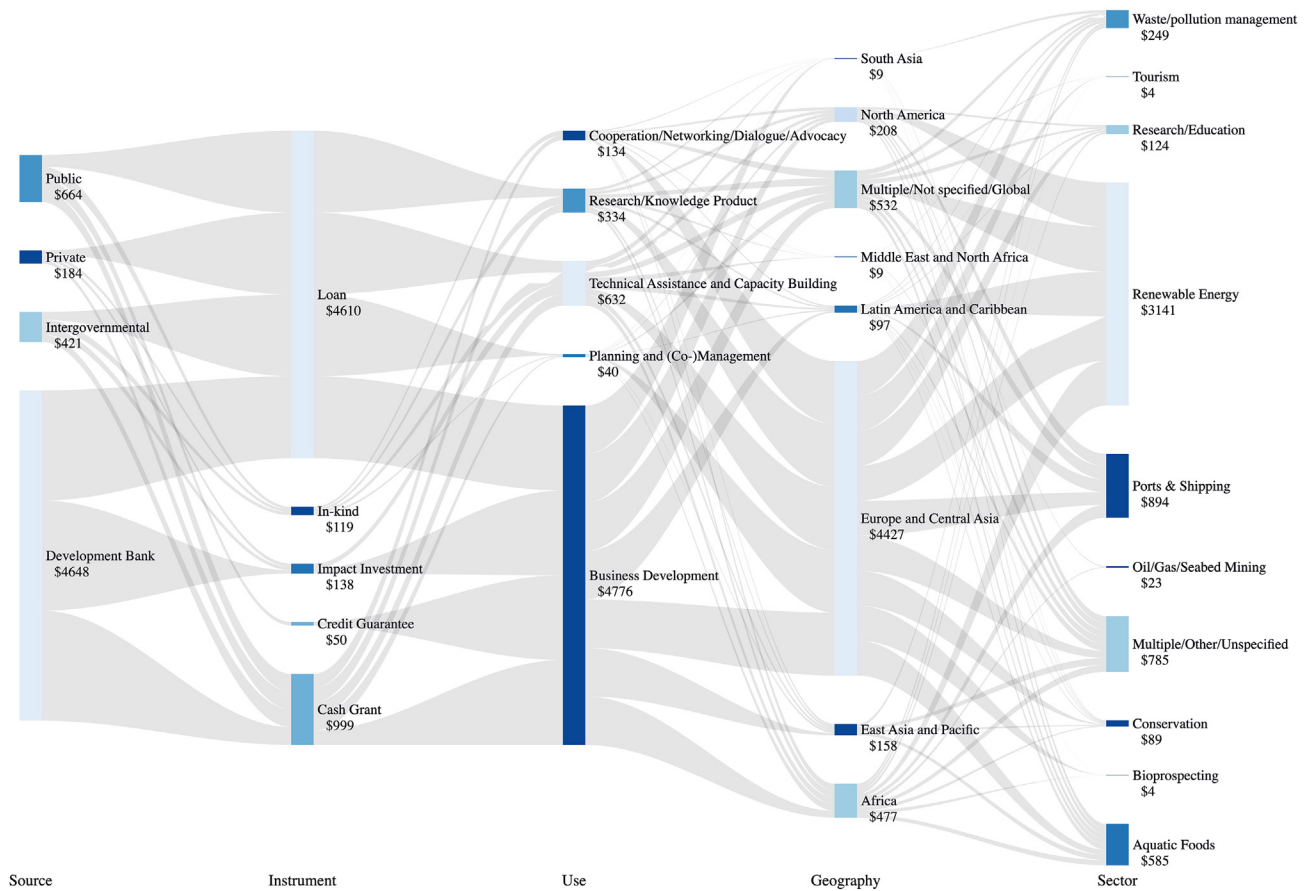 Public
$664
Private
$184
Intergovernmental
$421
Development Bank
$4648
Loan
$4610
In-kind
$119
Impact Investment
$138
Credit Guarantee
$50
Cash Grant
$999
Cooperation/Networking/Dialogue/Advocacy
$134
Research/Knowledge Product
$334
Technical Assistance and Capacity Building
$632
Planning and (Co-)Management
$40
Business Development
$4776
South Asia
$9
North America
$208
Multiple/Not specified/Global
$532
Middle East and North Africa
$9
Latin America and Caribbean
$97
Europe and Central Asia
$4427
East Asia and Pacific
$158
Africa
$477
Waste/pollution management
$249
Tourism
$4
Research/Education
$124
Renewable Energy
$3141
Ports & Shipping
$894
Oil/Gas/Seabed Mining
$23
Multiple/Other/Unspecified
$785
Conservation
$89
Bioprospecting
$4
Aquatic Foods
$585
Source
Instrument
Use
Geography
Sector